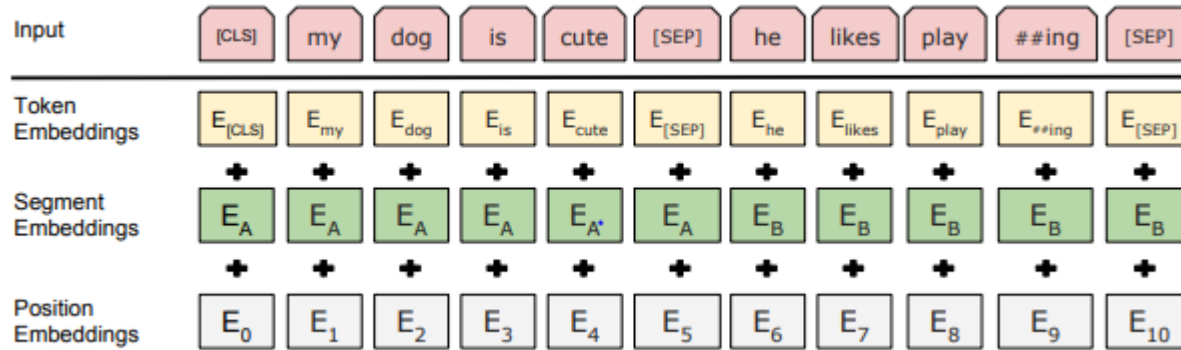 Input [CLS] my dog is cute [SEP] he likes play ##ing [SEP]
Token
Embeddings E[CLS] Emy Edog Eis Ecute E[SEP] Ehe Elikes Eplay E##ing E[SEP]
+ + + + + + + + + + +
Segment
Embeddings EA EA EA EA EA EA EB EB EB EB EB
+ + + + + + + + + + +
Position
Embeddings E0 E1 E2 E3 E4 E5 E6 E7 E8 E9 E10